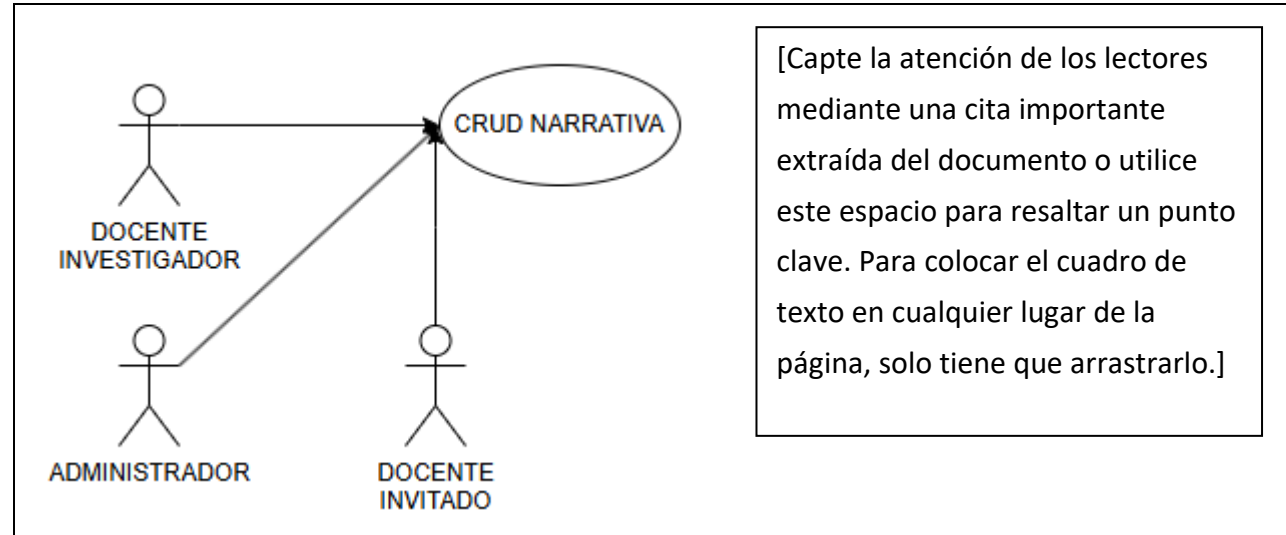 CRUD NARRATIVA
DOCENTE
INVESTIGADOR
ADMINISTRADOR
DOCENTE
INVITADO
[Capte la atención de los lectores
mediante una cita importante
extraída del documento o utilice
este espacio para resaltar un punto
clave. Para colocar el cuadro de
texto en cualquier lugar de la
página, solo tiene que arrastrarlo.]